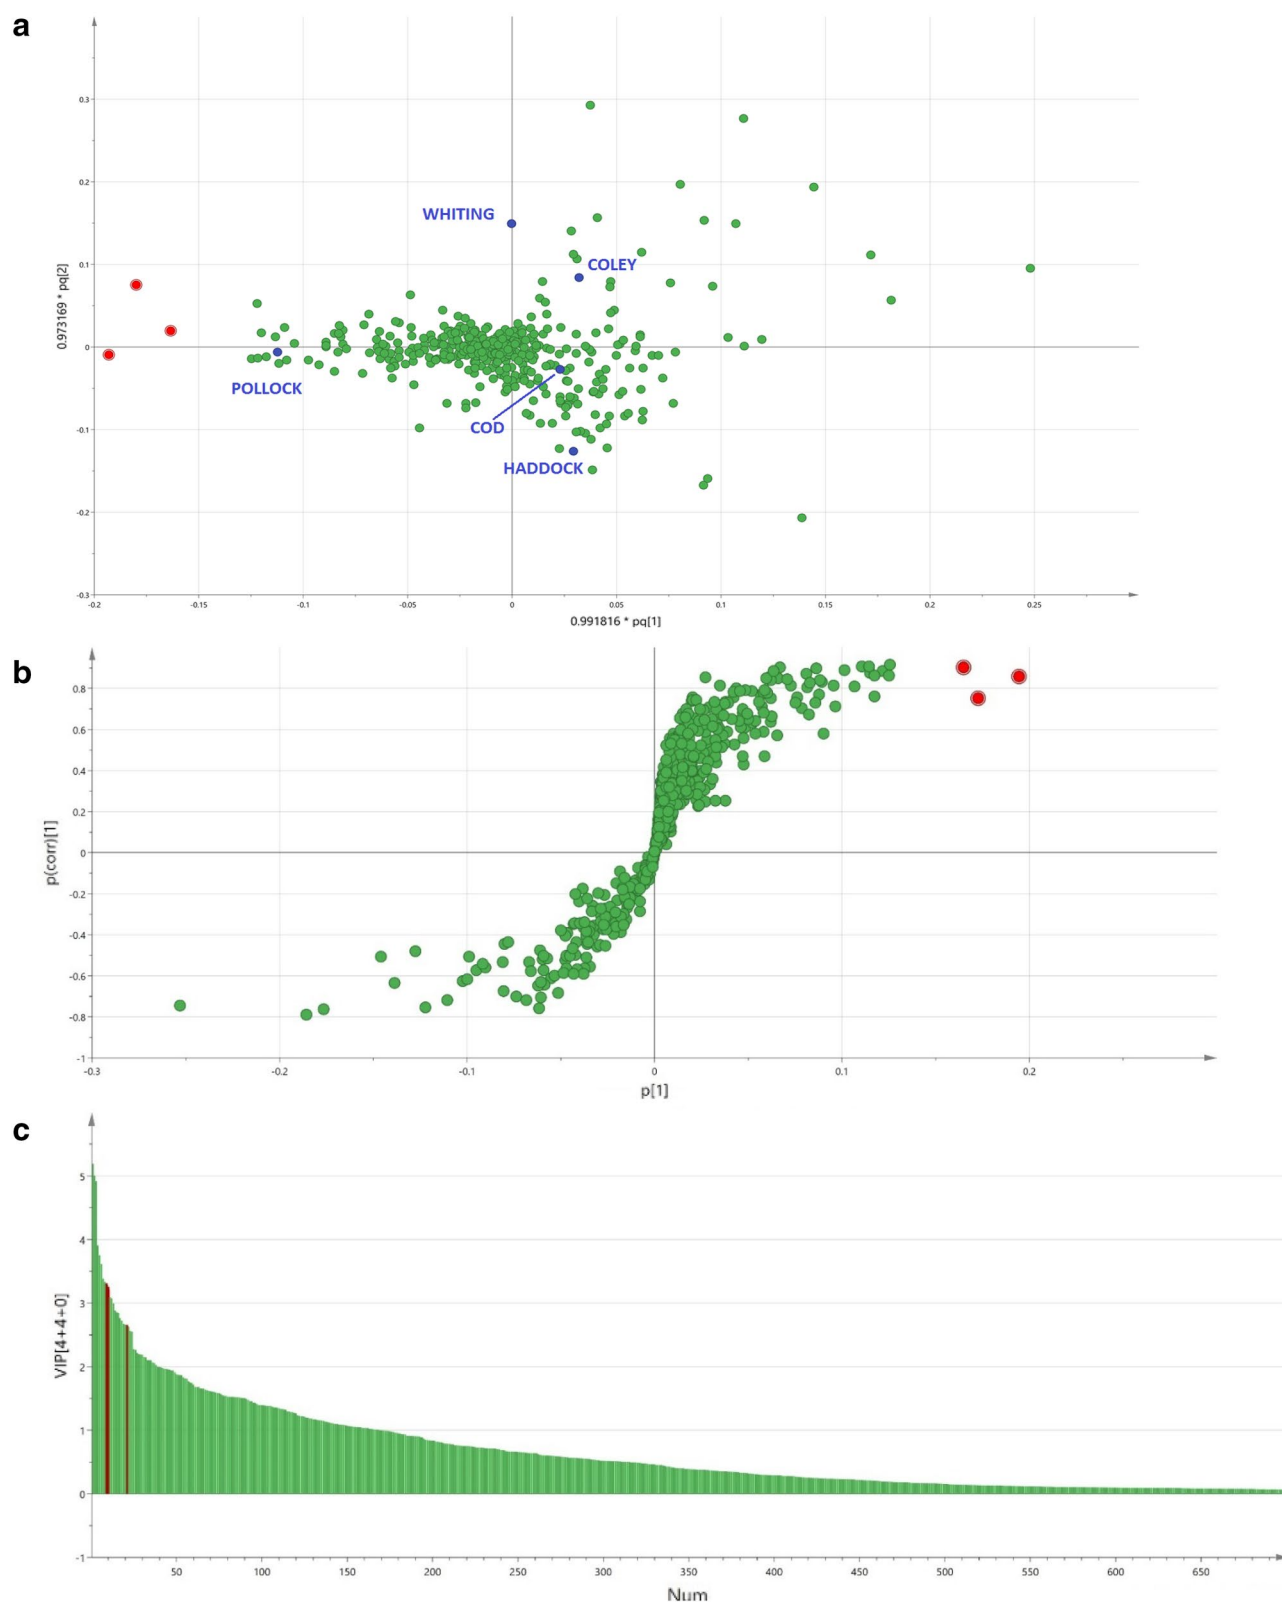 a
0.3
0.2
WHITING
0.1
COLEY
0
POLLOCK
COD
-0.1
HADDOCK
-0.2
-0.3
0.973169 * pq[2]
-0.2 -0.15 -0.1 -0.05 0 0.05 0.1 0.15 0.2 0.25
0.991816 * pq[1]
b
0.8
0.6
0.4
0.2
0
-0.2
-0.4
-0.6
-0.8
-1
p(corr)[1]
-0.3 -0.2 -0.1 0 0.1 0.2
p[1]
c
5
4
3
2
1
0
-1
VIP[4+4+0]
50 100 150 200 250 300 350 400 450 500 550 600 650
Num